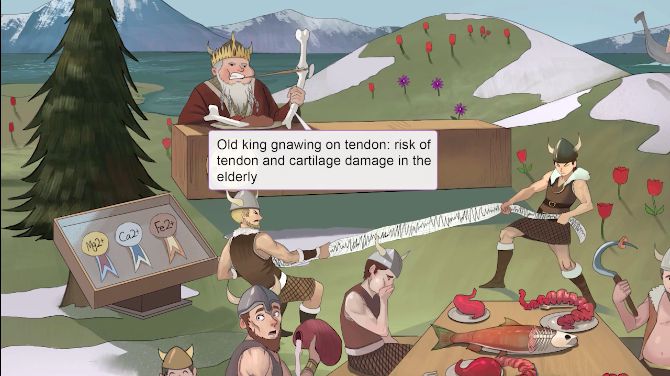 Old king gnawing on tendon: risk of
tendon and cartilage damage in the
elderly
Mg2+
Ca2+
Fe2+